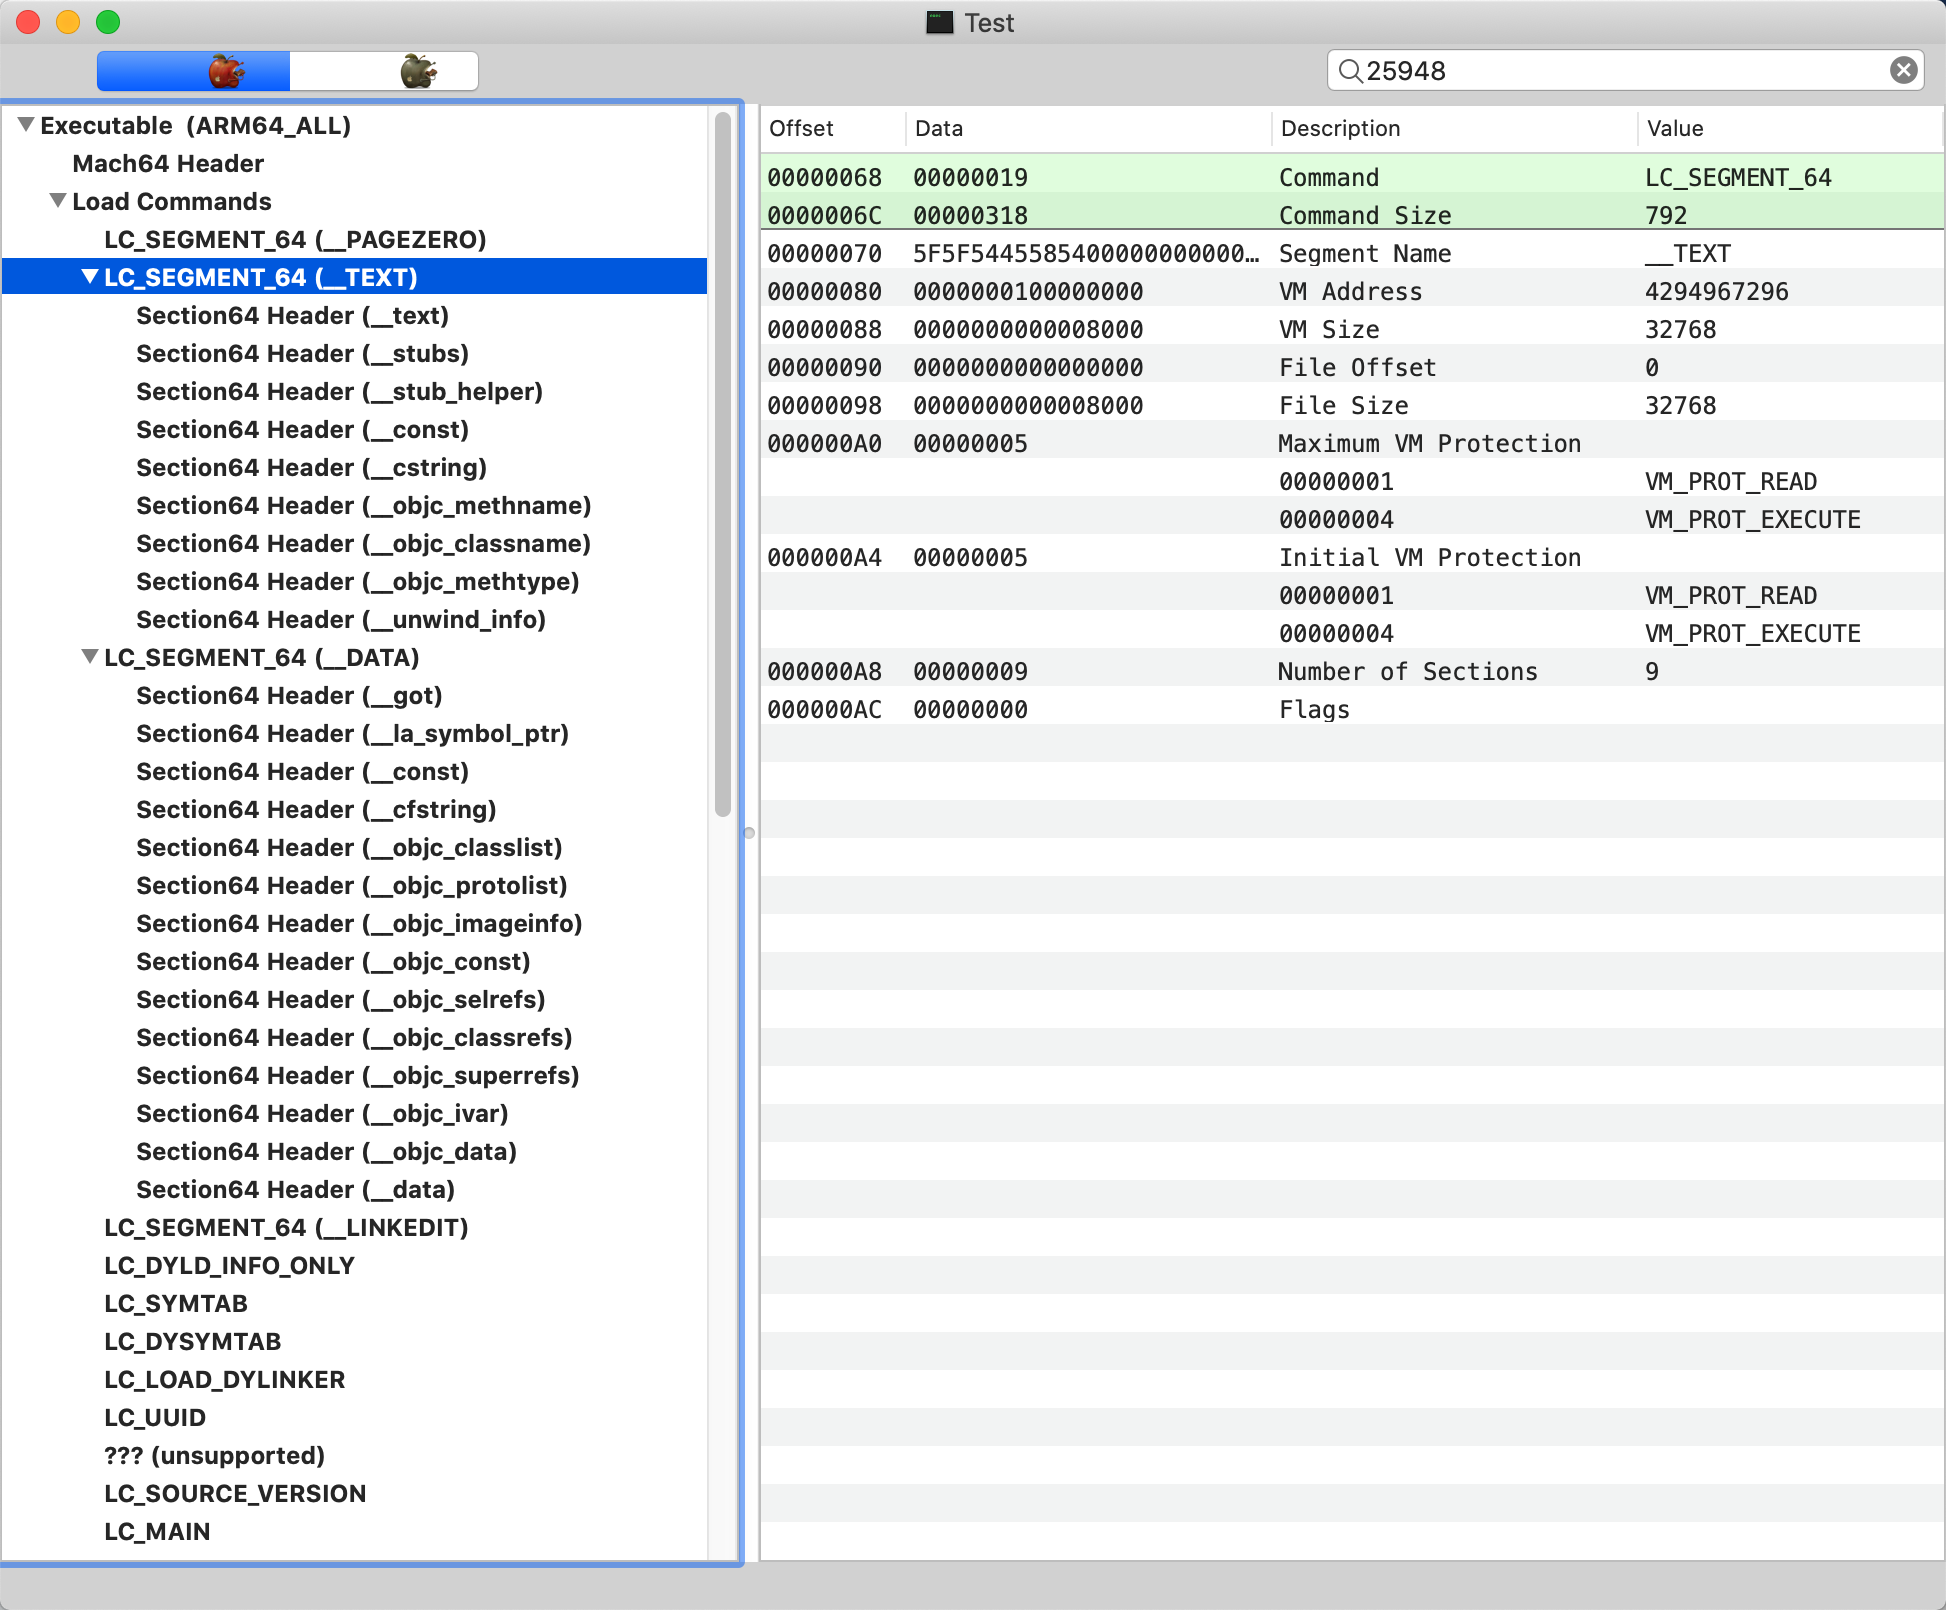 Test
25948
Executable (ARM64_ALL)
Mach64 Header
Load Commands
LC_SEGMENT_64 (__PAGEZERO)
LC_SEGMENT_64 (__TEXT)
Section64 Header (__text)
Section64 Header (__stubs)
Section64 Header (__stub_helper)
Section64 Header (__const)
Section64 Header (__cstring)
Section64 Header (__objc_methname)
Section64 Header (__objc_classname)
Section64 Header (__objc_methtype)
Section64 Header (__unwind_info)
LC_SEGMENT_64 (__DATA)
Section64 Header (__got)
Section64 Header (__la_symbol_ptr)
Section64 Header (__const)
Section64 Header (__cfstring)
Section64 Header (__objc_classlist)
Section64 Header (__objc_protolist)
Section64 Header (__objc_imageinfo)
Section64 Header (__objc_const)
Section64 Header (__objc_selrefs)
Section64 Header (__objc_classrefs)
Section64 Header (__objc_superrefs)
Section64 Header (__objc_ivar)
Section64 Header (__objc_data)
Section64 Header (__data)
LC_SEGMENT_64 (__LINKEDIT)
LC_DYLD_INFO_ONLY
LC_SYMTAB
LC_DYSYMTAB
LC_LOAD_DYLINKER
LC_UUID
??? (unsupported)
LC_SOURCE_VERSION
LC_MAIN
Offset Data Description Value
00000068 00000019 Command LC_SEGMENT_64
0000006C 00000318 Command Size 792
00000070 5F5F5445585400000000000... Segment Name __TEXT
00000080 0000000100000000 VM Address 4294967296
00000088 0000000000008000 VM Size 32768
00000090 0000000000000000 File Offset 0
00000098 0000000000008000 File Size 32768
000000A0 00000005 Maximum VM Protection
00000001 VM_PROT_READ
00000004 VM_PROT_EXECUTE
000000A4 00000005 Initial VM Protection
00000001 VM_PROT_READ
00000004 VM_PROT_EXECUTE
000000A8 00000009 Number of Sections 9
000000AC 00000000 Flags